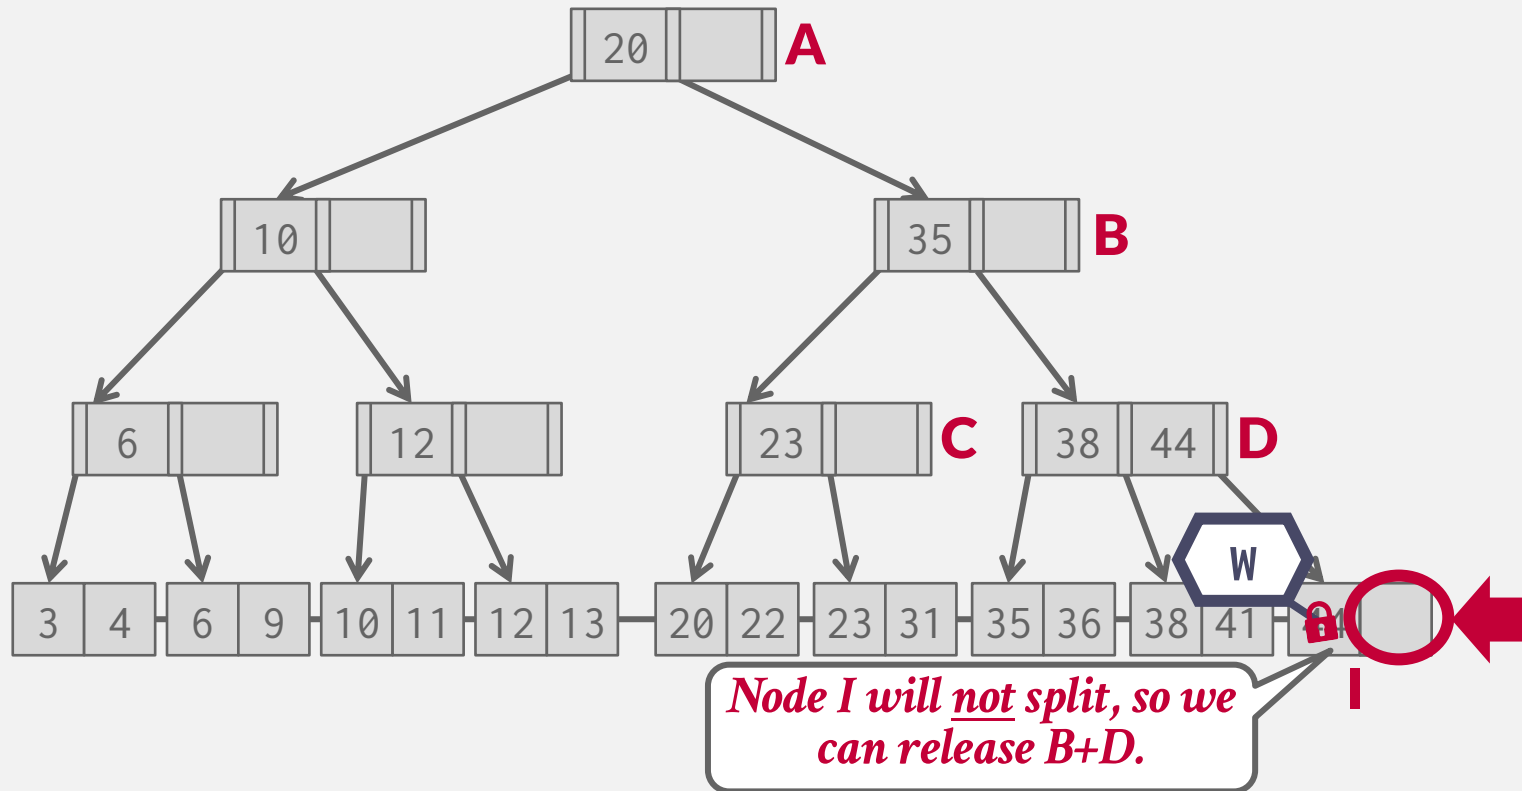 20 A
10 35 B
6 12 23 C 38 44 D
W
3 4 6 9 10 11 12 13 20 22 23 31 35 36 38 41 44
I
Node I will not split, so we
can release B+D.